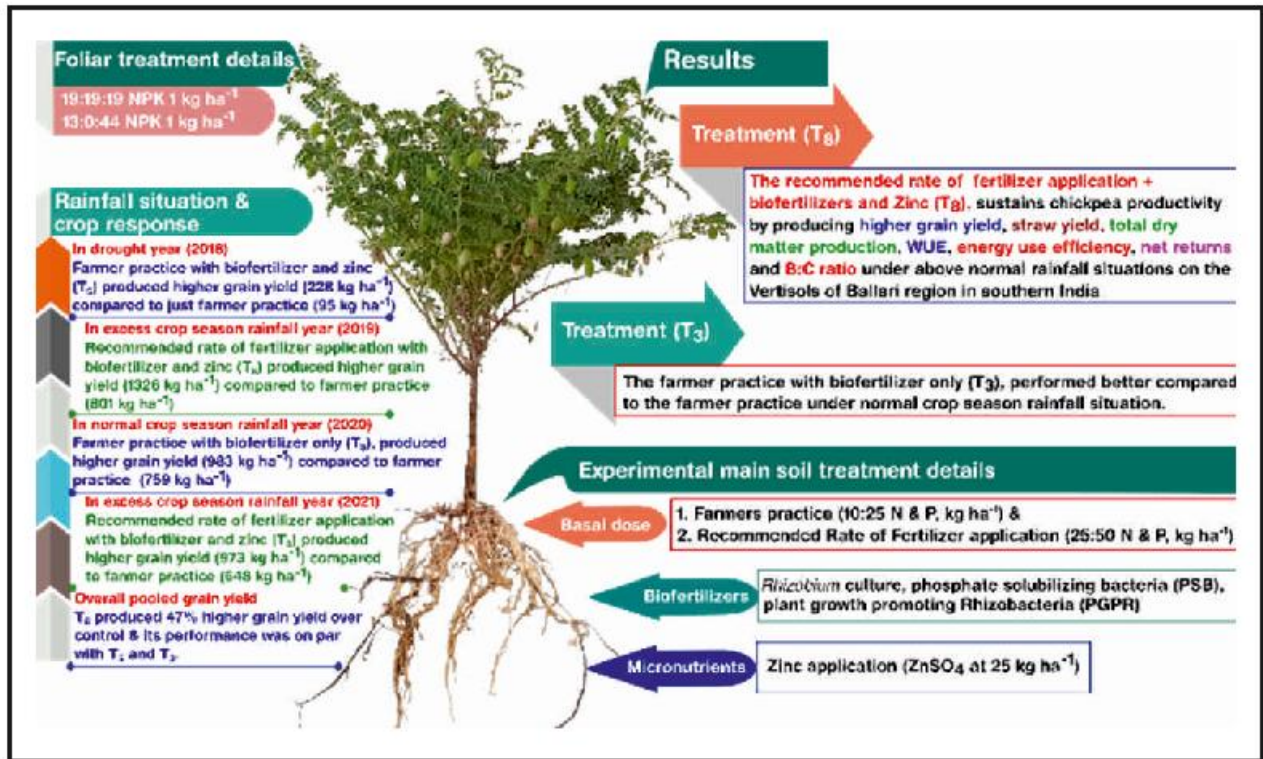 Foliar treatment details
19:19:19 NPK 1 kg ha⁻¹
13:0:44 NPK 1 kg ha⁻¹
Rainfall situation &
crop response
In drought year (2018)
Farmer practice with biofertilizer and zinc
produced higher grain yield (228 kg ha⁻¹)
compared to just farmer practice (95 kg ha⁻¹)
In excess crop season rainfall year (2019)
Recommended rate of fertilizer application with
biofertilizer and zinc (T₈) produced higher grain
yield (1326 kg ha⁻¹) compared to farmer practice
(801 kg ha⁻¹)
In normal crop season rainfall year (2020)
Farmer practice with biofertilizer only (T₃), produced
higher grain yield (983 kg ha⁻¹) compared to farmer
practice (759 kg ha⁻¹)
In excess crop season rainfall year (2021)
Recommended rate of fertilizer application
with biofertilizer and zinc (T₈) produced
higher grain yield (973 kg ha⁻¹) compared
to farmer practice (648 kg ha⁻¹)
Overall pooled grain yield
T₈ produced 47% higher grain yield over
control & its performance was on par
with and
Results
Treatment (T₈)
The recommended rate of fertilizer application +
biofertilizers and Zinc (T₈), sustains chickpea productivity
by producing higher grain yield, straw yield, total dry
matter production, WUE, energy use efficiency, net returns
and B:C ratio under above normal rainfall situations on the
Vertisols of Ballari region in southern India
Treatment (T₃)
The farmer practice with biofertilizer only (T₃), performed better compared
to the farmer practice under normal crop season rainfall situation.
Experimental main soil treatment details
Basal dose
1. Farmers practice (10:25 N & P, kg ha⁻¹) &
2. Recommended Rate of Fertilizer application (25:50 N & P, kg ha⁻¹)
Biofertilizers
Rhizobium culture, phosphate solubilizing bacteria (PSB),
plant growth promoting Rhizobacteria (PGPR)
Micronutrients
Zinc application (ZnSO₄ at 25 kg ha⁻¹)